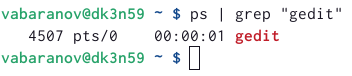 vabaranov@dk3n59 ~ $ ps | grep "gedit"
   4507 pts/0    00:00:01 gedit
vabaranov@dk3n59 ~ $